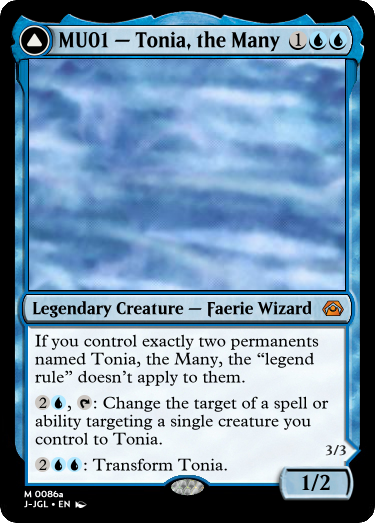 MU01 — Tonia, the Many 1
Legendary Creature — Faerie Wizard
If you control exactly two permanents
named Tonia, the Many, the “legend
rule” doesn’t apply to them.
2, : Change the target of a spell or
ability targeting a single creature you
control to Tonia.
3/3
2: Transform Tonia.
1/2
M 0086a
J-JGL • EN